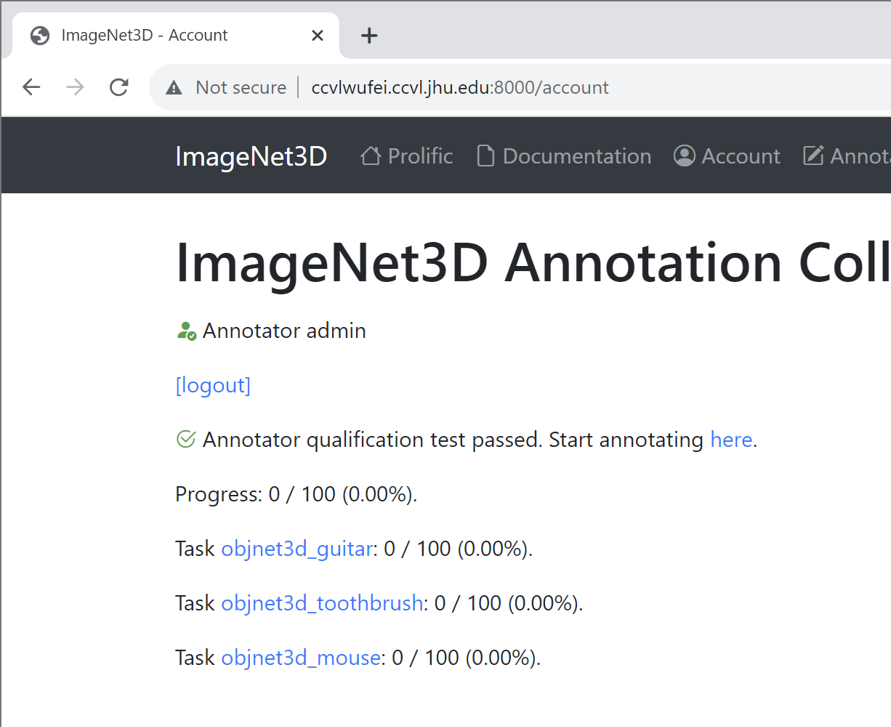 ImageNet3D - Account
Not secure ccvlwufei.ccvl.jhu.edu:8000/account
ImageNet3D Prolific Documentation Account Annota
ImageNet3D Annotation Coll
Annotator admin
[logout]
Annotator qualification test passed. Start annotating here.
Progress: 0 / 100 (0.00%).
Task objnet3d_guitar: 0 / 100 (0.00%).
Task objnet3d_toothbrush: 0 / 100 (0.00%).
Task objnet3d_mouse: 0 / 100 (0.00%).